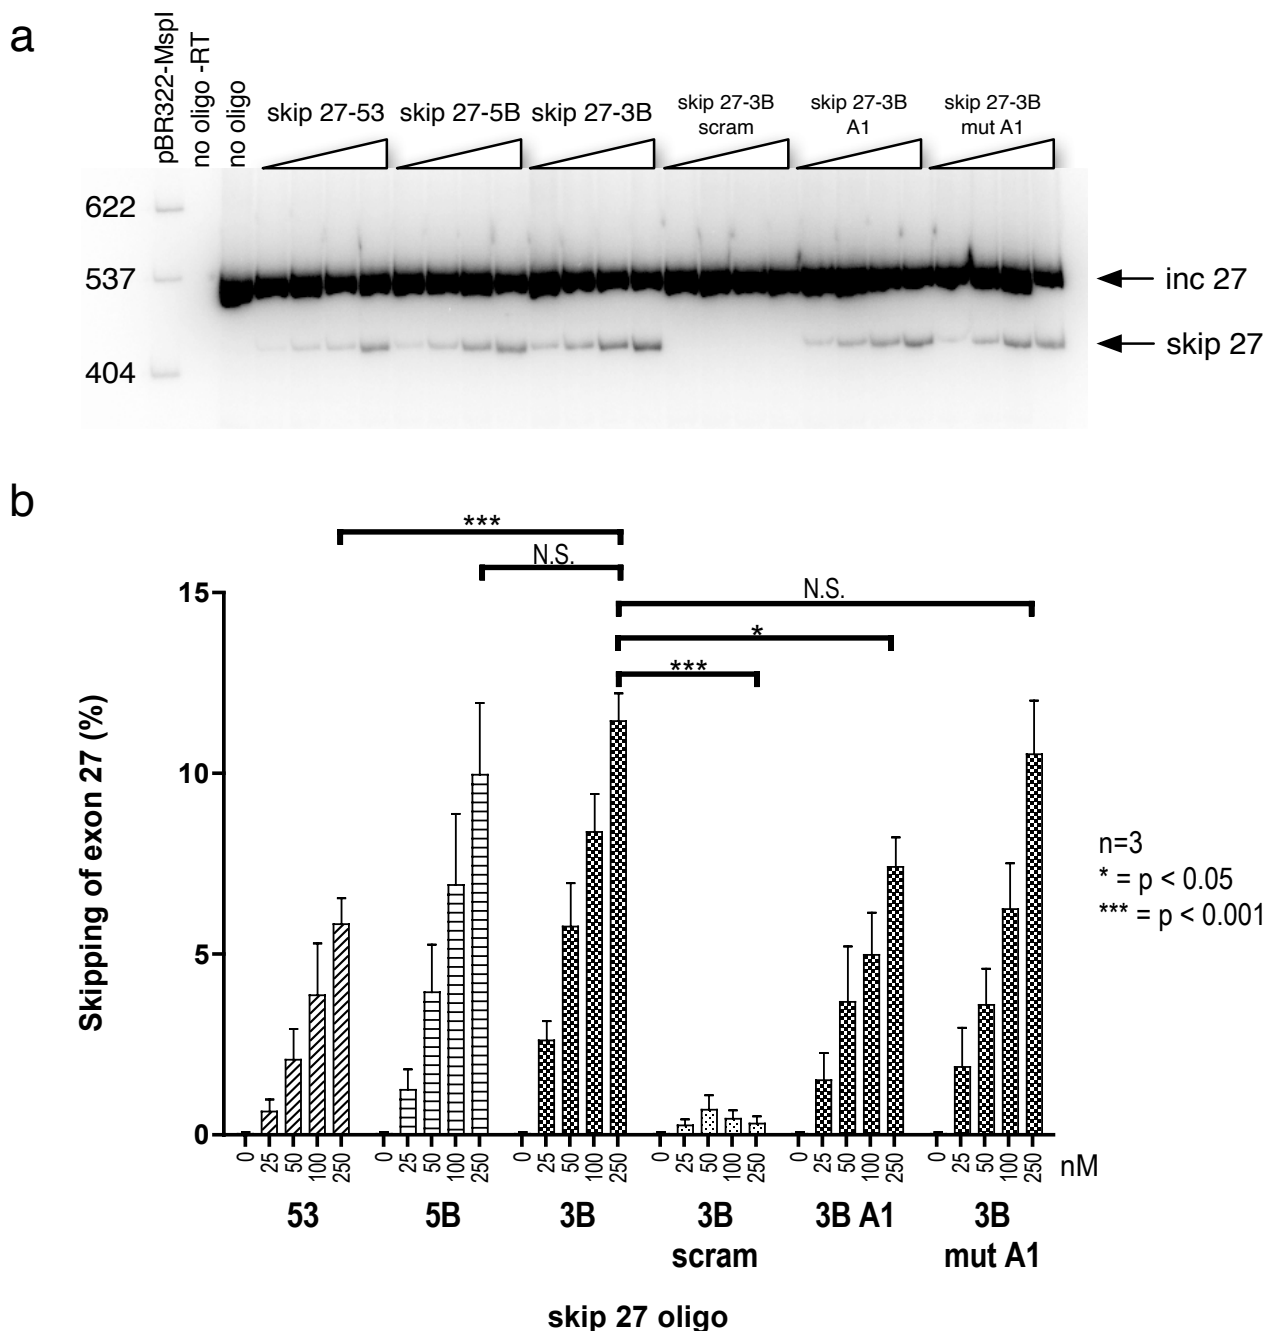 a
pBR322-MspI
no oligo -RT
no oligo
skip 27-53
skip 27-5B
skip 27-3B
skip 27-3B
scram
skip 27-3B
A1
skip 27-3B
mut A1
622
537
404
inc 27
skip 27
b
***
N.S.
N.S.
*
***
15
10
5
0
Skipping of exon 27 (%)
n=3
* = p < 0.05
*** = p < 0.001
0 25 50 100 250 0 25 50 100 250 0 25 50 100 250 0 25 50 100 250 0 25 50 100 250 0 25 50 100 250 nM
53
5B
3B
3B
scram
3B A1
3B
mut A1
skip 27 oligo